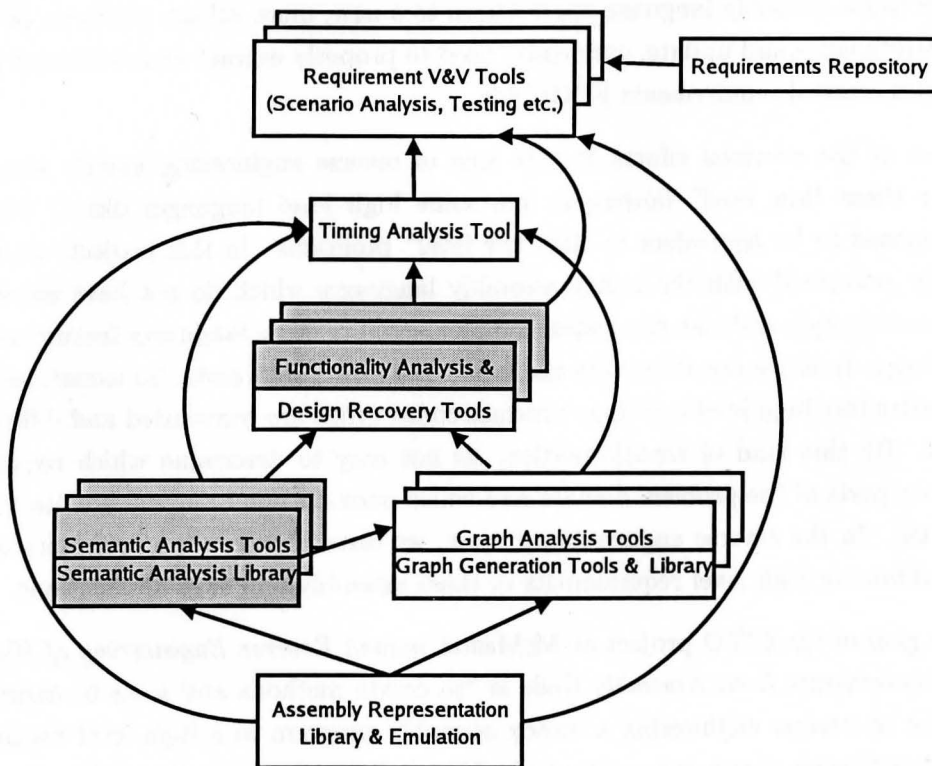 Requirement V&V Tools
(Scenario Analysis, Testing etc.)
Requirements Repository
Timing Analysis Tool
Functionality Analysis &
Design Recovery Tools
Semantic Analysis Tools
Semantic Analysis Library
Graph Analysis Tools
Graph Generation Tools & Library
Assembly Representation
Library & Emulation